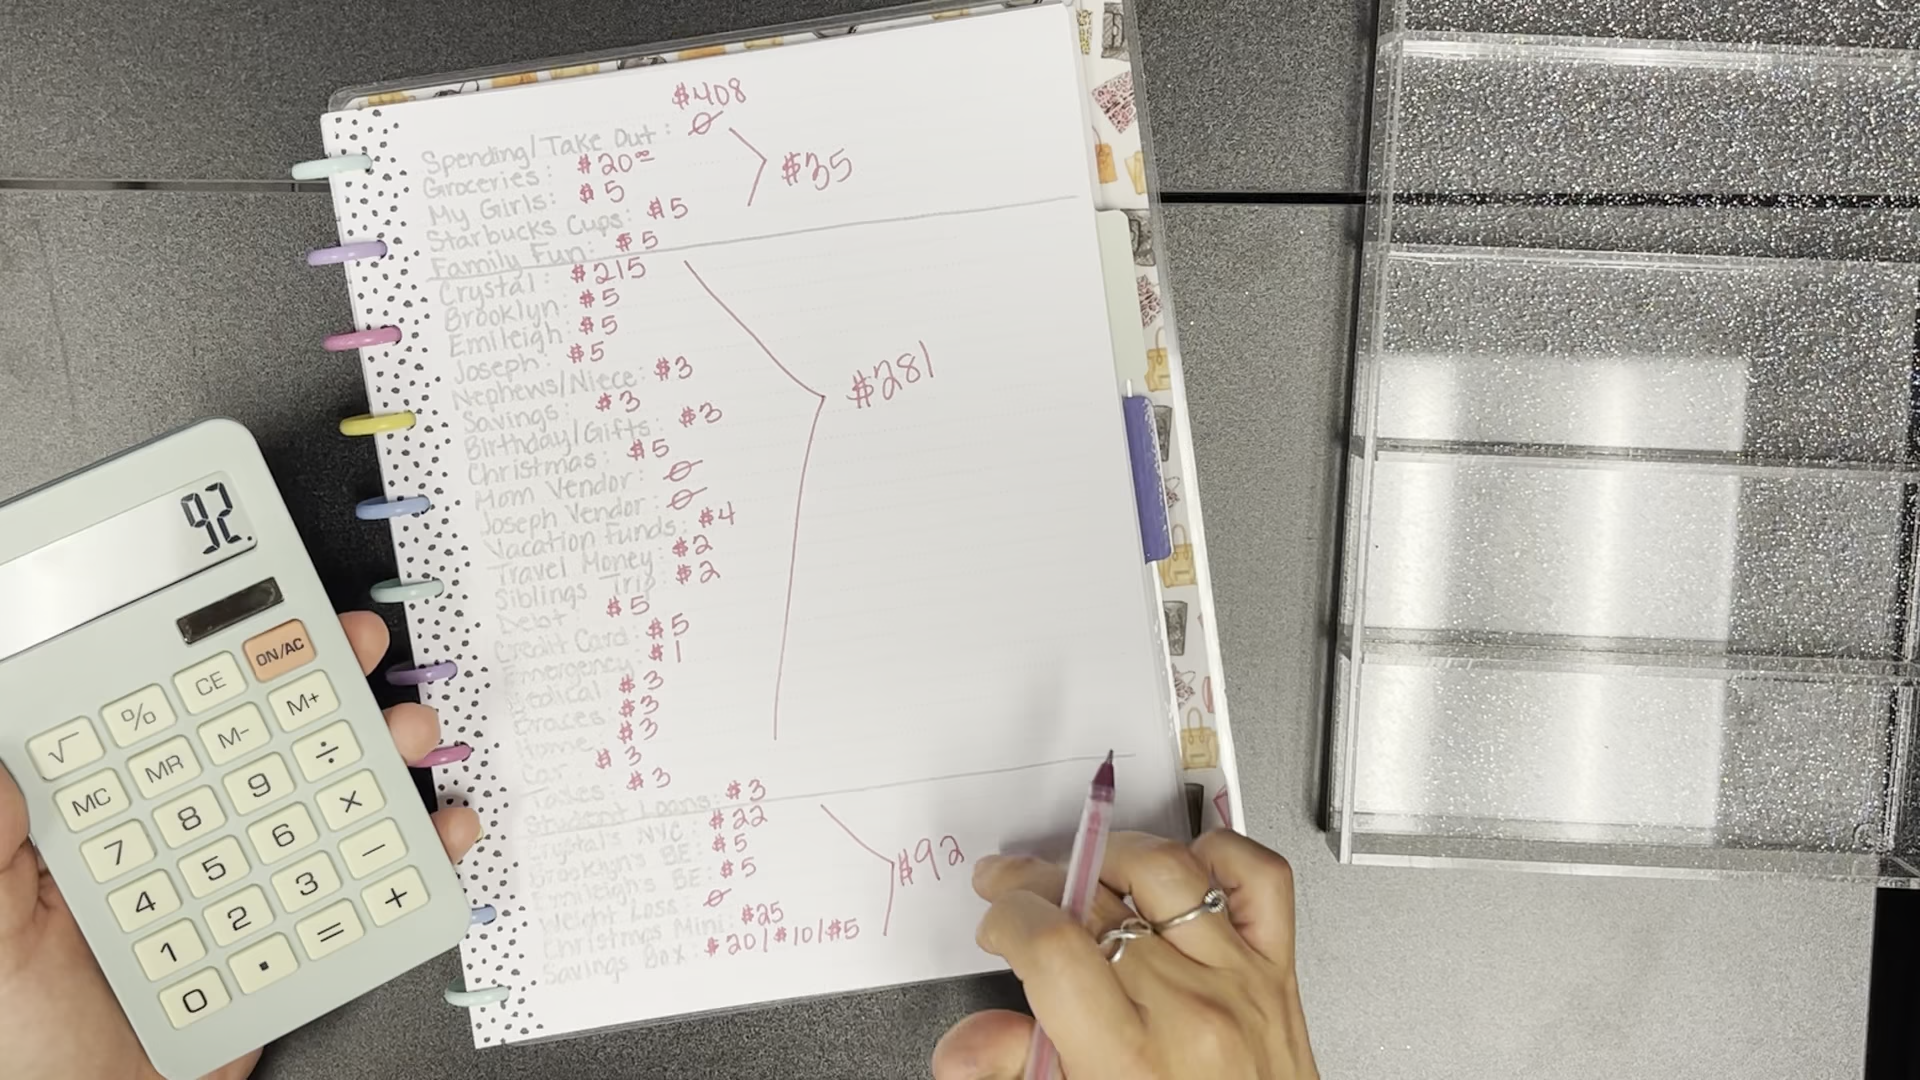 $408
Spending/Take Out: ∅
Groceries: $20⁰⁰
My Girls: $5
Starbucks Cups: $5
Family Fun: $5
$35
Crystal: $215
Brooklyn: $5
Emileigh: $5
Joseph: $5
Nephews/Niece: $3
Savings: $3
Birthday/Gifts: $3
Christmas: $5
Mom Vendor: ∅
Joseph Vendor: ∅
Vacation Funds: $4
Travel Money: $2
Siblings Trip: $2
Debt: $5
Credit Card: $5
Emergency: $1
Medical: $3
Braces: $3
Home: $3
Car: $3
Taxes: $3
Student Loans: $3
$281
Crystal's NYC: $22
Brooklyn's BE: $5
Emileigh's BE: $5
Weight Loss: ∅
Christmas Mini: $25
Savings Box: $20/$10/$5
$92
92.
ON/AC
√ % CE
MC MR M- M+
7 8 9 ÷
4 5 6 ×
1 2 3 −
0 . = +